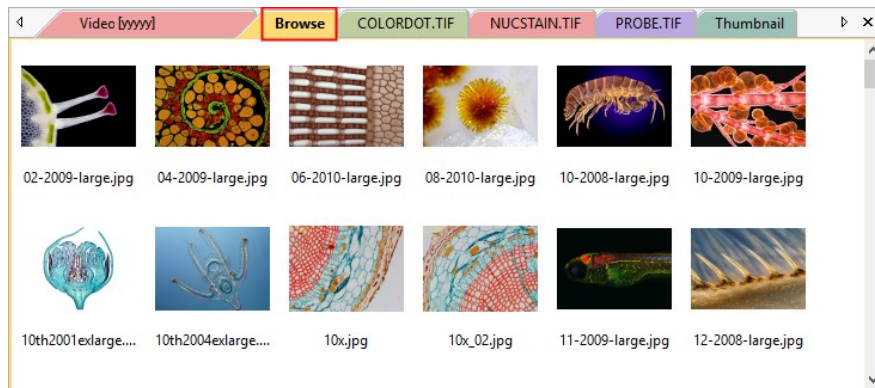 Video [yyyyy]
Browse
COLORDOT.TIF
NUCSTAIN.TIF
PROBE.TIF
Thumbnail
02-2009-large.jpg
04-2009-large.jpg
06-2010-large.jpg
08-2010-large.jpg
10-2008-large.jpg
10-2009-large.jpg
10th2001exlarge....
10th2004exlarge....
10x.jpg
10x_02.jpg
11-2009-large.jpg
12-2008-large.jpg